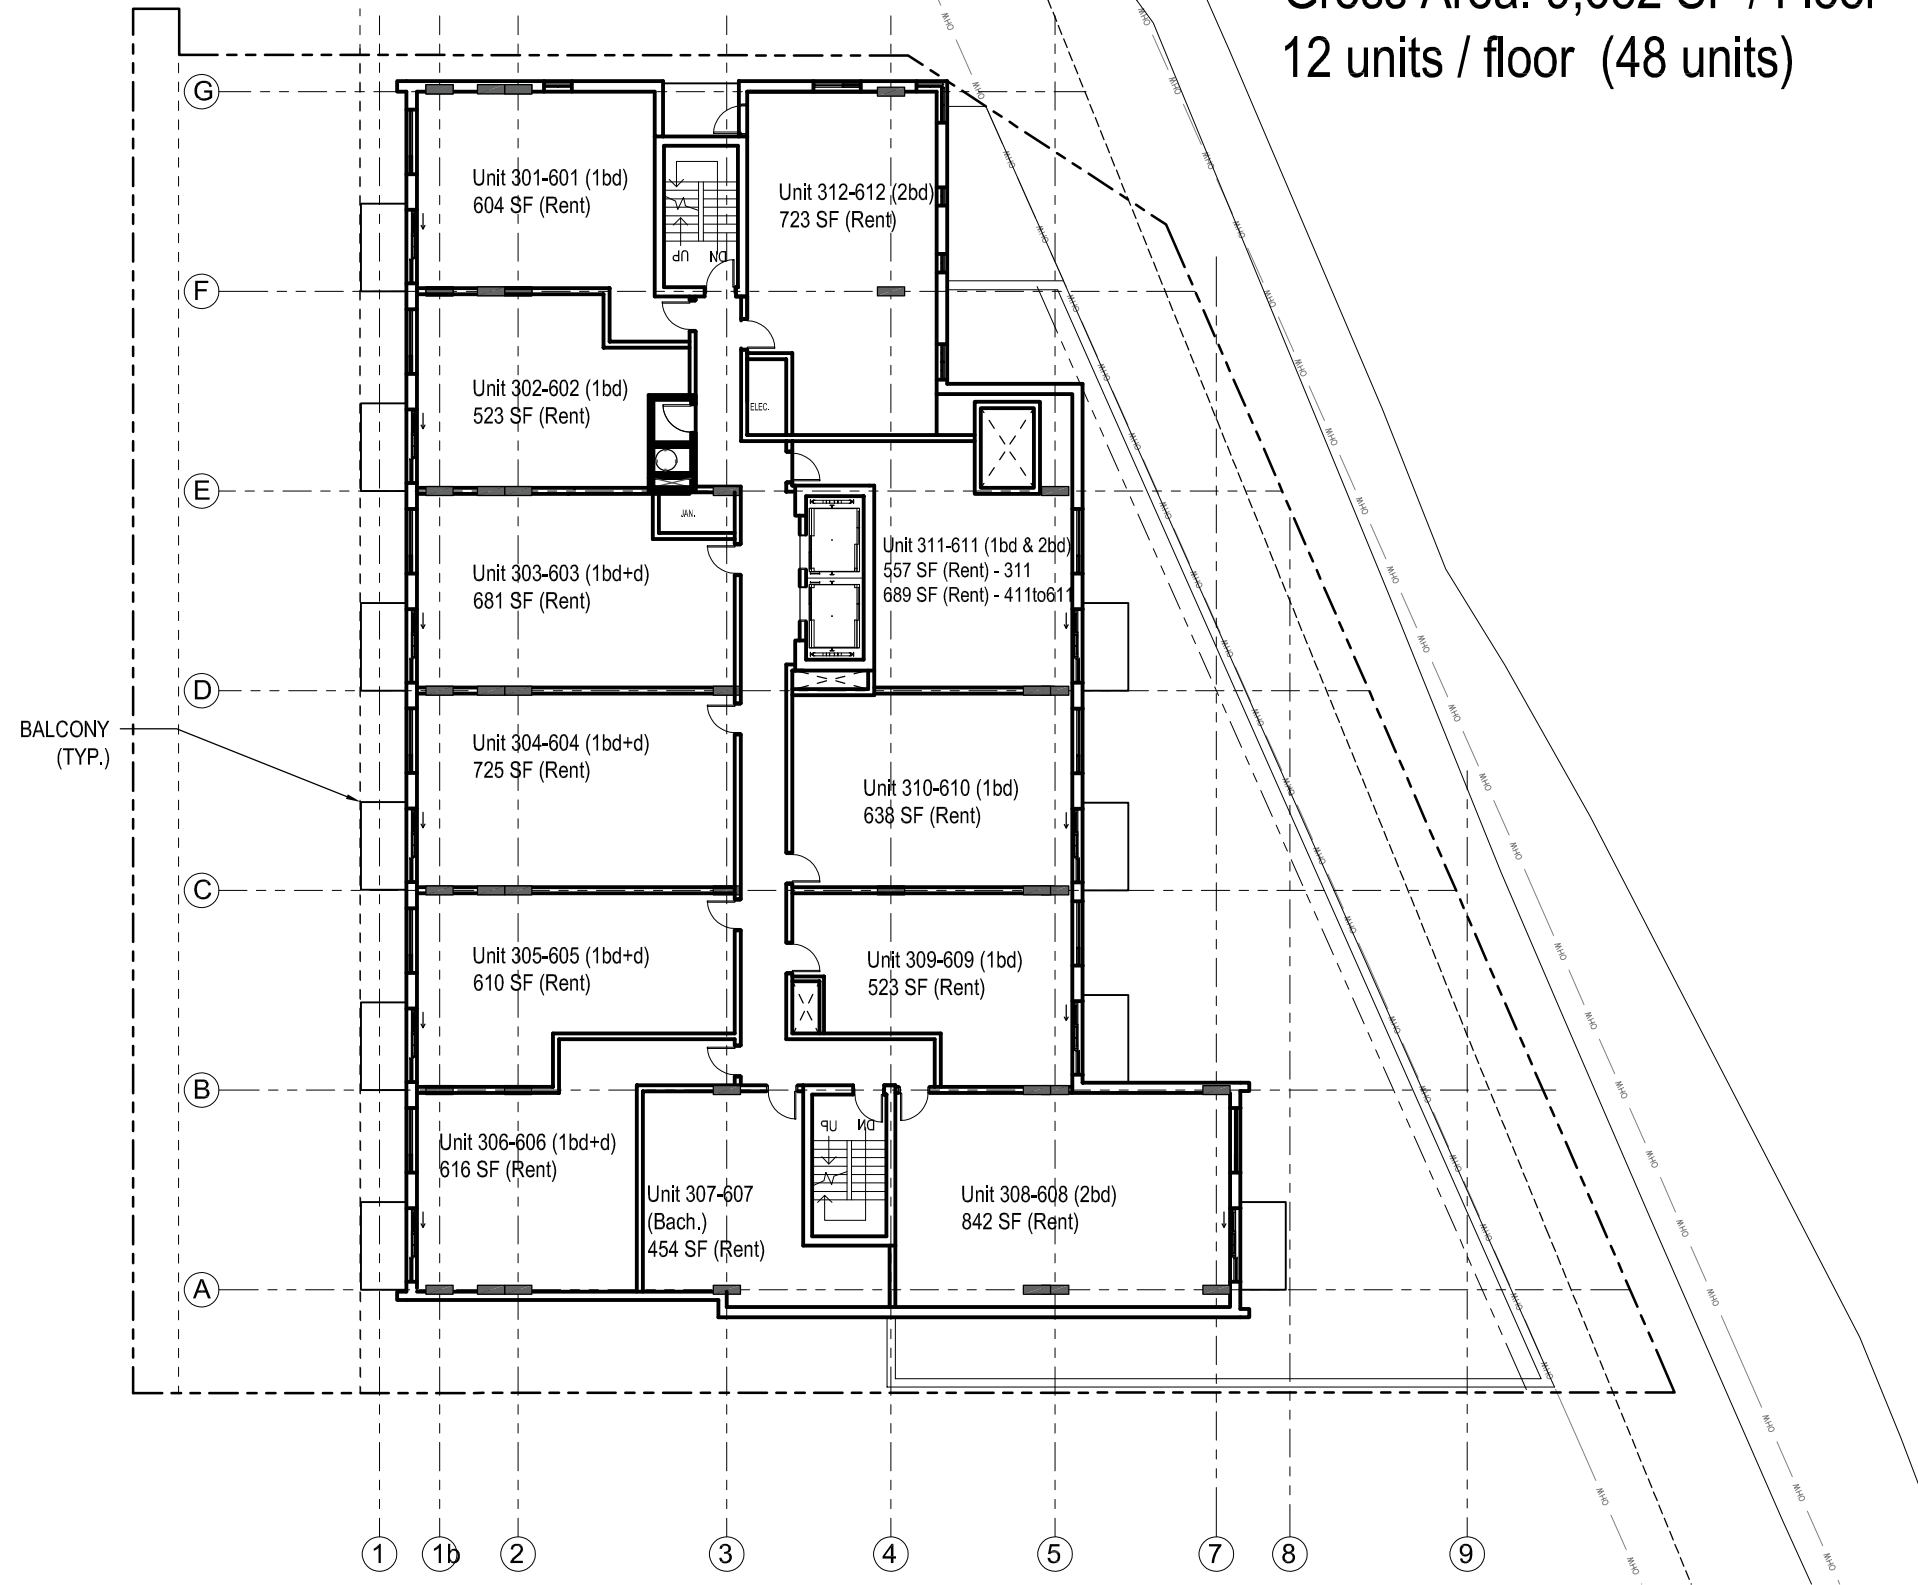 12 units / floor (48 units)
G
Unit 301-601 (1bd)
604 SF (Rent)
Unit 312-612 (2bd)
723 SF (Rent)
UP
DN
F
Unit 302-602 (1bd)
523 SF (Rent)
ELEC.
E
JAN.
Unit 303-603 (1bd+d)
681 SF (Rent)
Unit 311-611 (1bd & 2bd)
557 SF (Rent) - 311
689 SF (Rent) - 411to611
D
BALCONY
(TYP.)
Unit 304-604 (1bd+d)
725 SF (Rent)
Unit 310-610 (1bd)
638 SF (Rent)
C
Unit 305-605 (1bd+d)
610 SF (Rent)
Unit 309-609 (1bd)
523 SF (Rent)
B
UP
DN
Unit 306-606 (1bd+d)
616 SF (Rent)
Unit 307-607
(Bach.)
454 SF (Rent)
Unit 308-608 (2bd)
842 SF (Rent)
A
1
1b
2
3
4
5
7
8
9
OHW